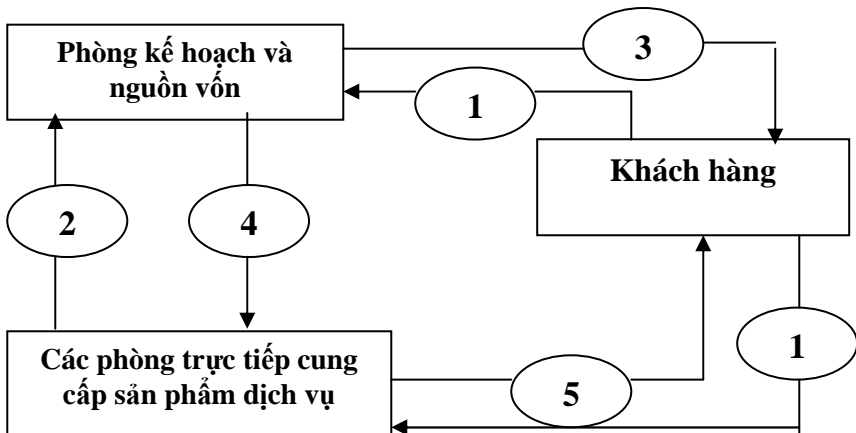 Phòng kế hoạch và
nguồn vốn
3
1
Khách hàng
2
4
1
Các phòng trực tiếp cung
cấp sản phẩm dịch vụ
5